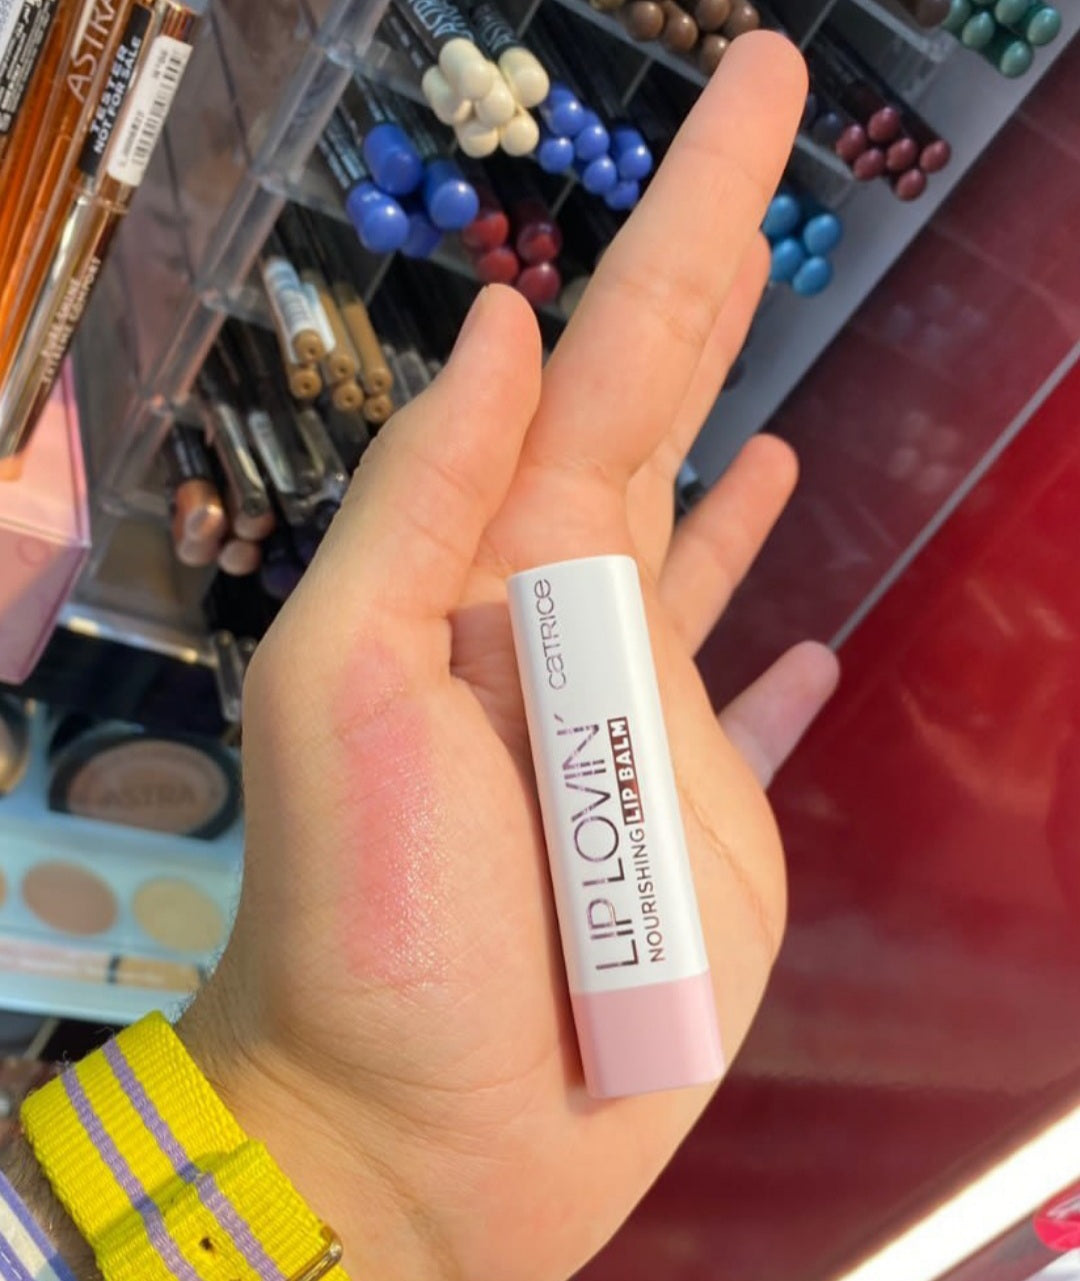 CATRICE
LIP LOVIN'
NOURISHING LIP BALM
ASTRA
TESTER
NOT FOR SALE
ASTRA